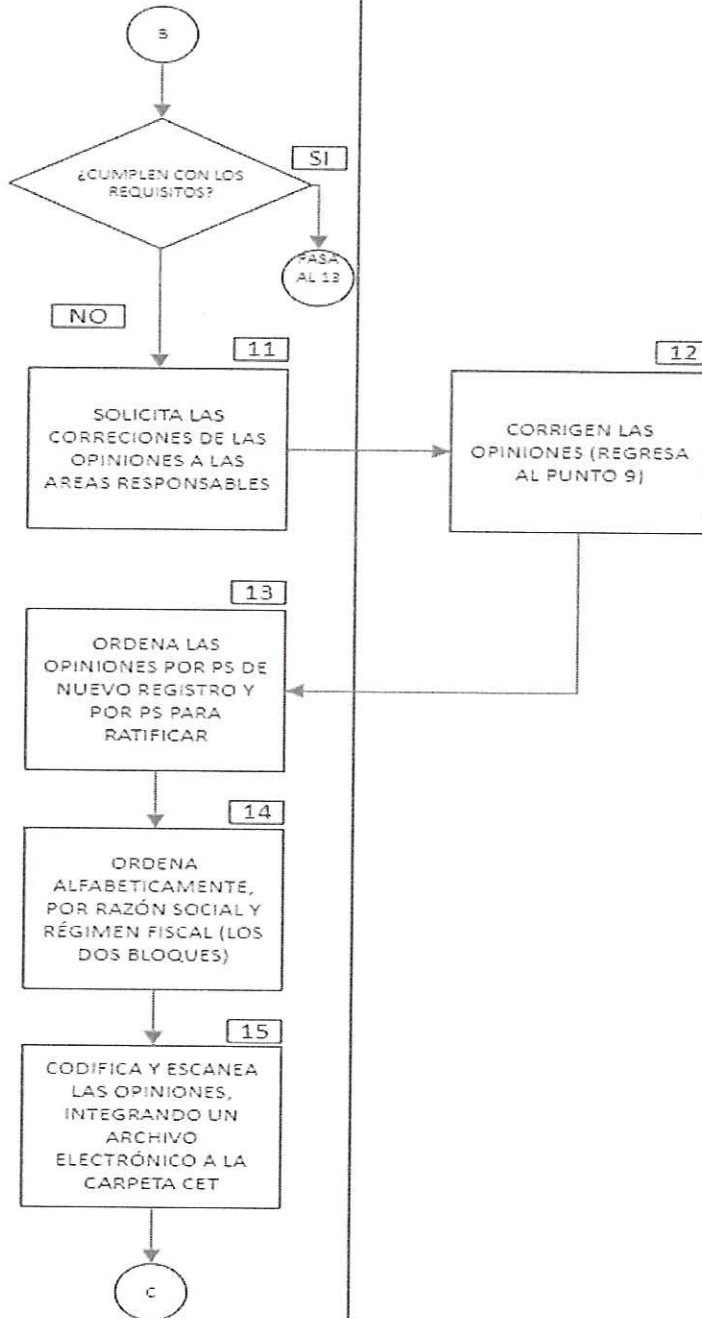 B
¿CUMPLEN CON LOS
REQUISITOS?
SI
PASA
AL 13
NO
11
SOLICITA LAS
CORRECIONES DE LAS
OPINIONES A LAS
AREAS RESPONSABLES
12
CORRIGEN LAS
OPINIONES (REGRESA
AL PUNTO 9)
13
ORDENA LAS
OPINIONES POR PS DE
NUEVO REGISTRO Y
POR PS PARA
RATIFICAR
14
ORDENA
ALFABETICAMENTE,
POR RAZÓN SOCIAL Y
RÉGIMEN FISCAL (LOS
DOS BLOQUES)
15
CODIFICA Y ESCANEA
LAS OPINIONES,
INTEGRANDO UN
ARCHIVO
ELECTRÓNICO A LA
CARPETA CET
C